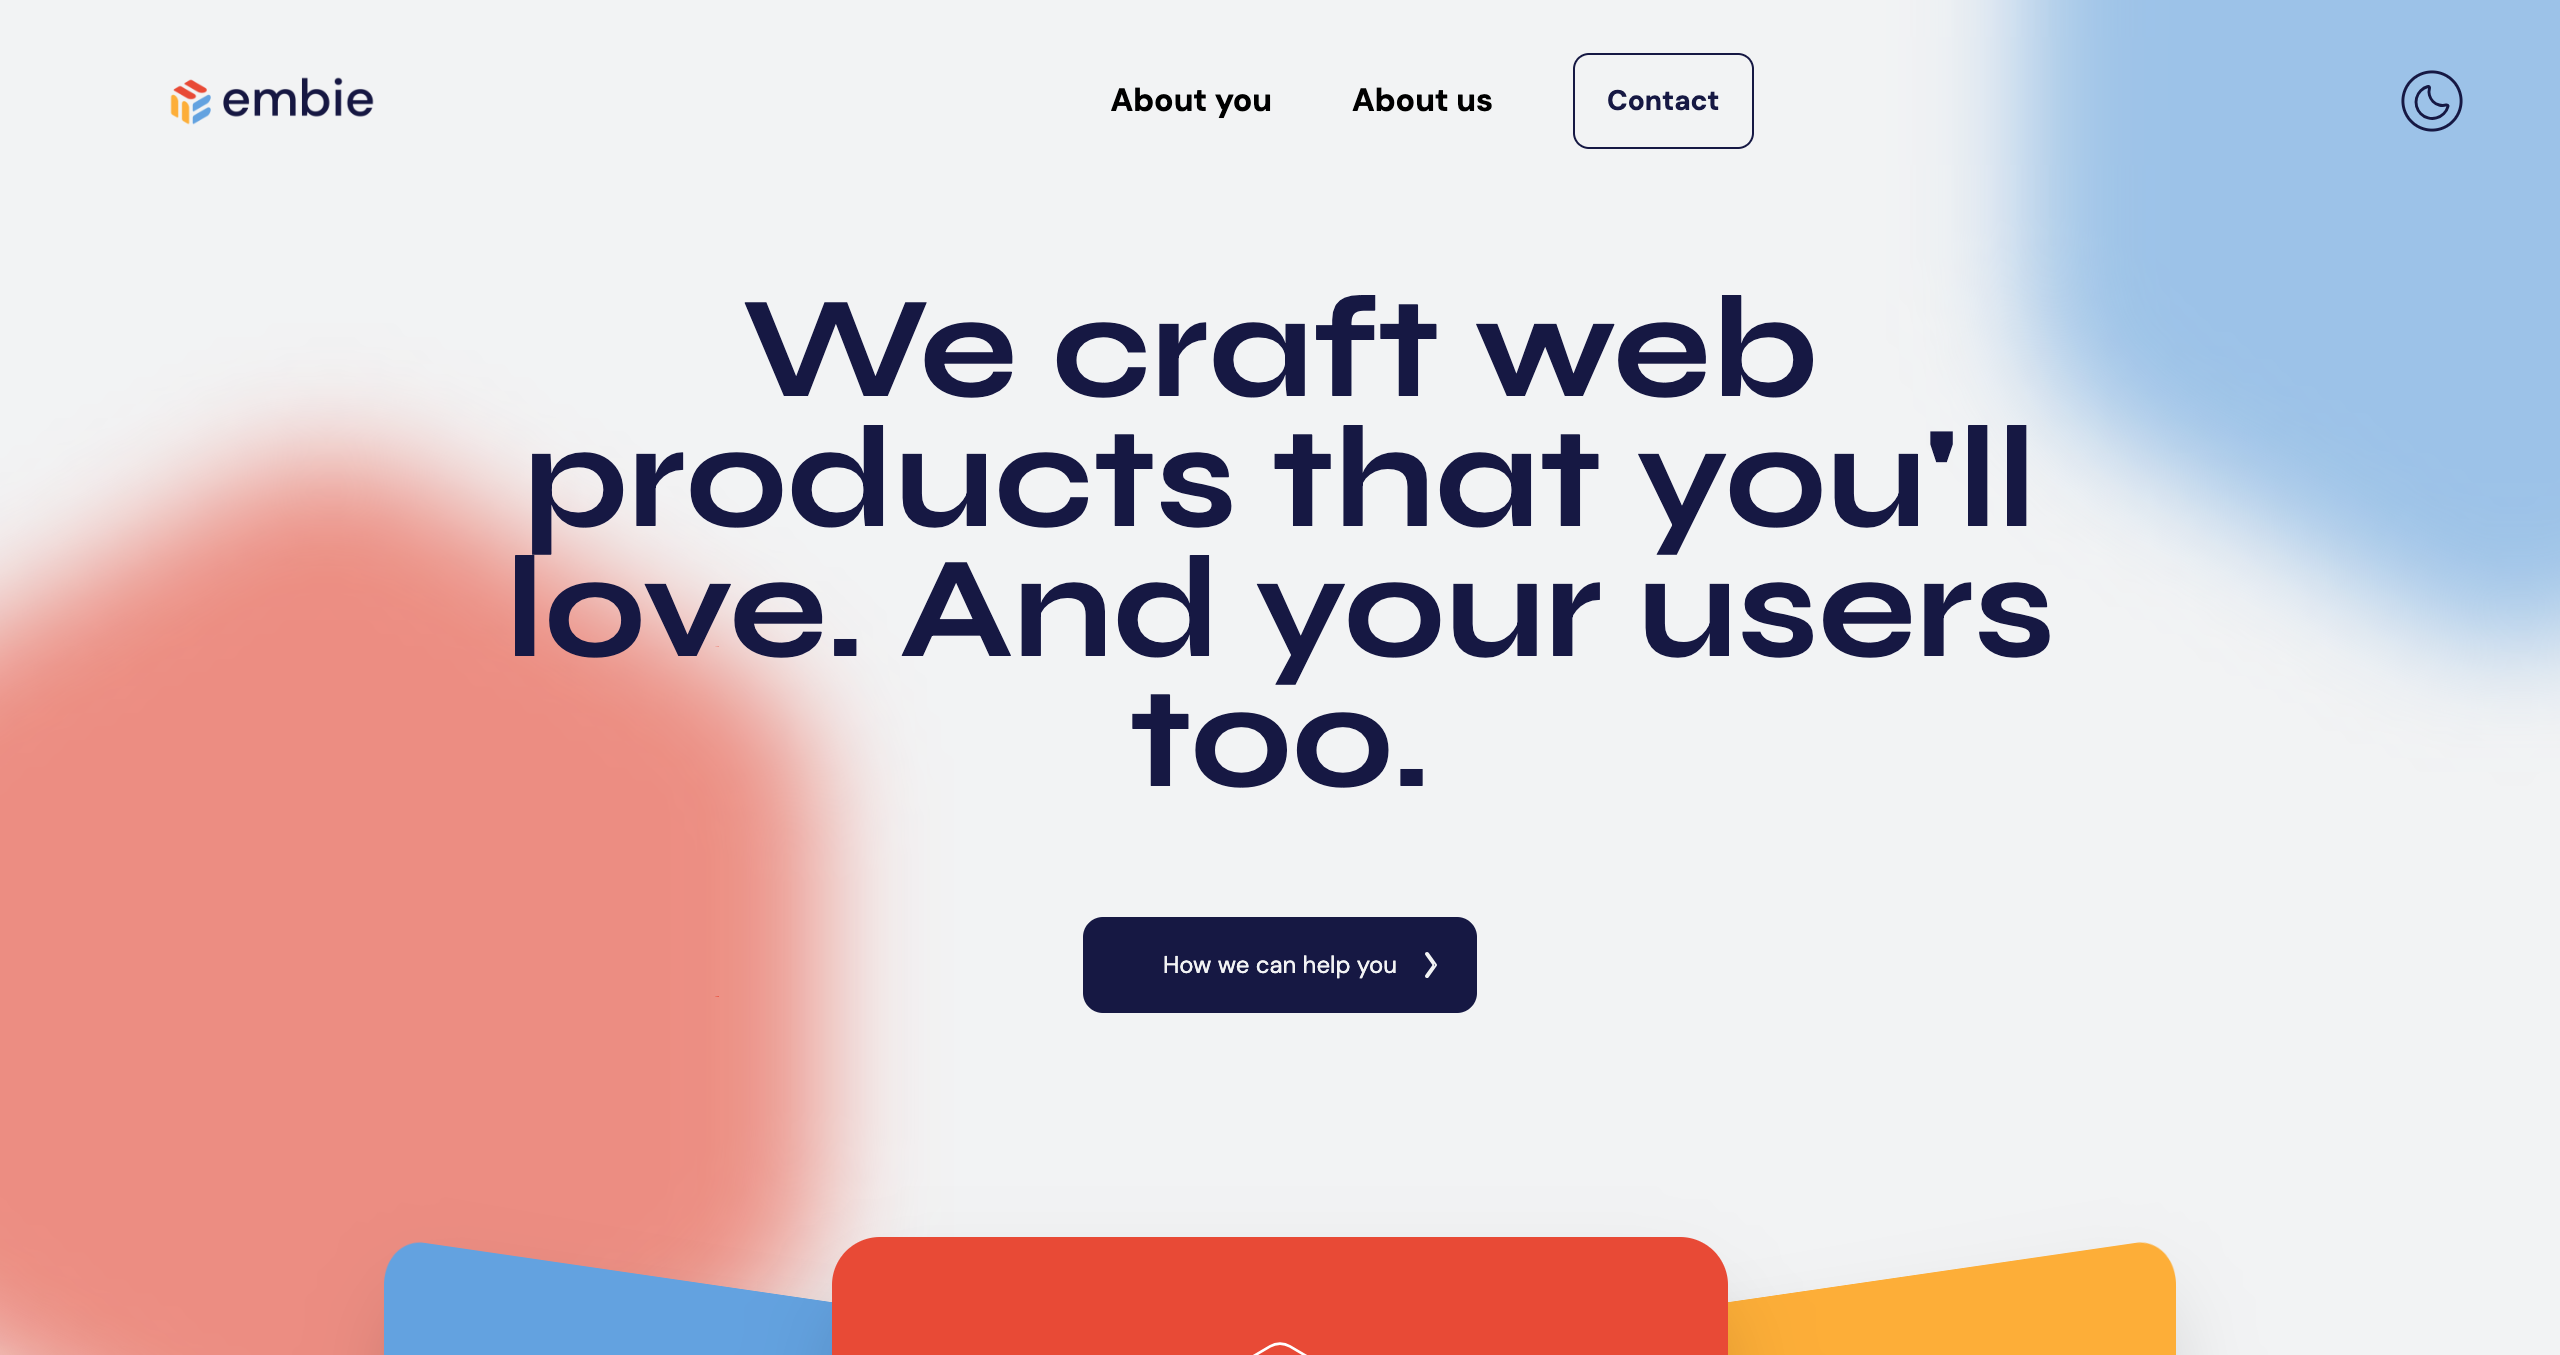 embie
About you
About us
Contact
We craft web
products that you'll
love. And your users
too.
How we can help you